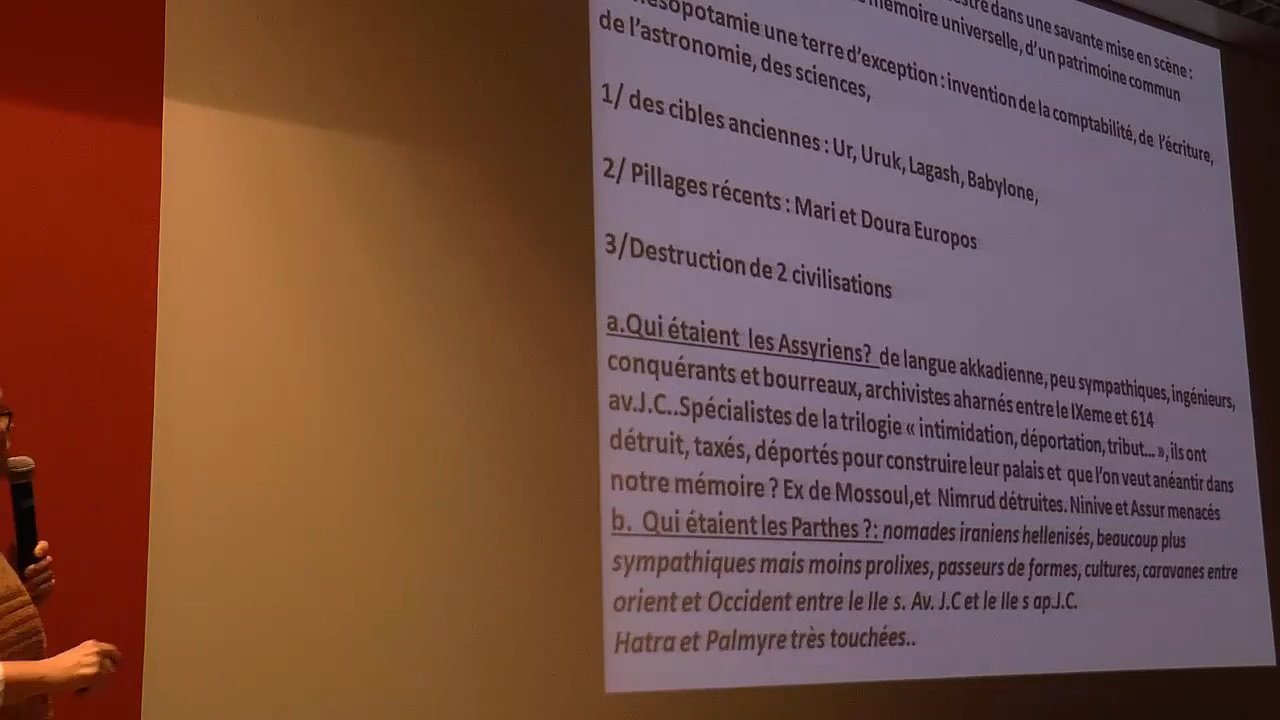 dans une savante mise en scène :
mémoire universelle, d'un patrimoine commun
une terre d'exception : invention de la comptabilité, de l'écriture,
de l'astronomie, des sciences,
1/ des cibles anciennes : Ur, Uruk, Lagash, Babylone,
2/ Pillages récents : Mari et Doura Europos
3/Destruction de 2 civilisations
a.Qui étaient les Assyriens? de langue akkadienne, peu sympathiques, ingénieurs,
conquérants et bourreaux, archivistes aharnés entre le IXeme et 614
av.J.C..Spécialistes de la trilogie « intimidation, déportation, tribut... », ils ont
détruit, taxés, déportés pour construire leur palais et que l'on veut anéantir dans
notre mémoire ? Ex de Mossoul,et Nimrud détruites. Ninive et Assur menacés
b. Qui étaient les Parthes ?: nomades iraniens hellenisés, beaucoup plus
sympathiques mais moins prolixes, passeurs de formes, cultures, caravanes entre
orient et Occident entre le IIe s. Av. J.C et le IIe s ap.J.C.
Hatra et Palmyre très touchées..